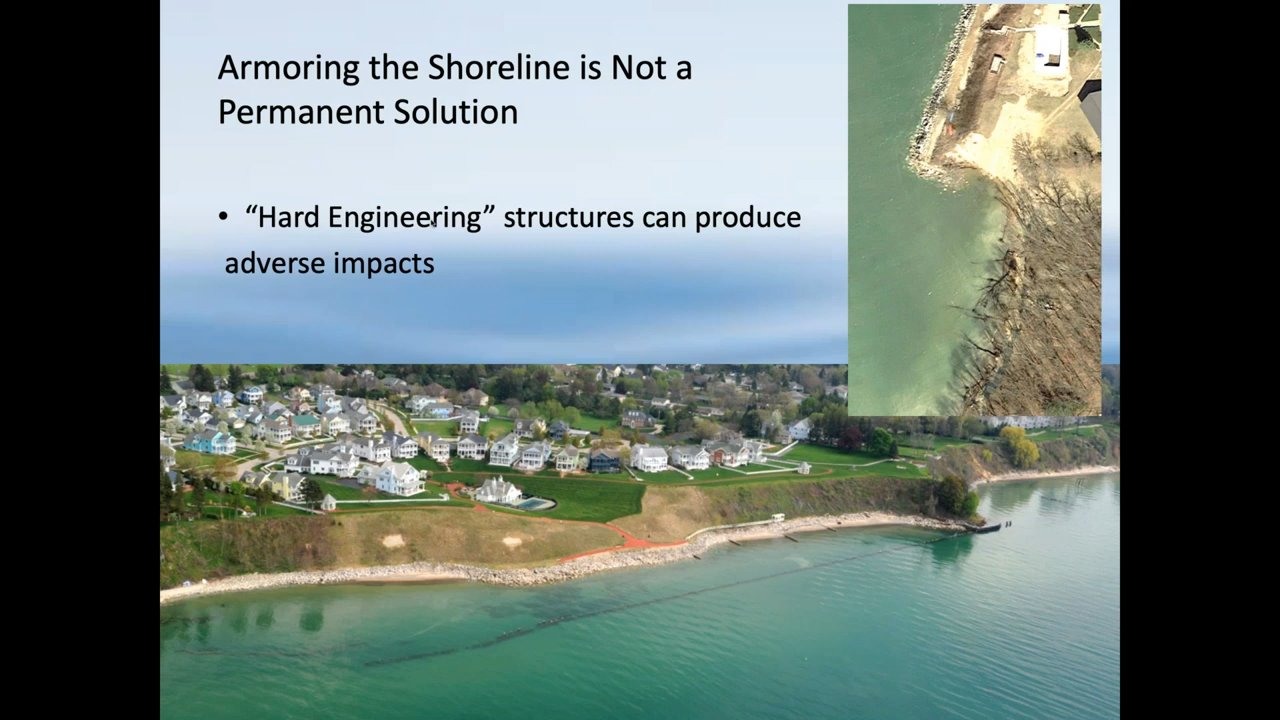 Armoring the Shoreline is Not a
Permanent Solution
• “Hard Engineering” structures can produce
adverse impacts